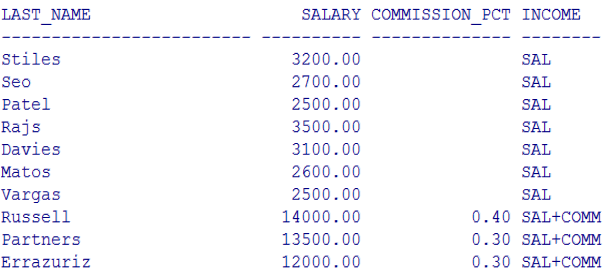 LAST_NAME                     SALARY COMMISSION_PCT INCOME
------------------------- ---------- -------------- --------
Stiles                       3200.00                SAL
Seo                          2700.00                SAL
Patel                        2500.00                SAL
Rajs                         3500.00                SAL
Davies                       3100.00                SAL
Matos                        2600.00                SAL
Vargas                       2500.00                SAL
Russell                     14000.00           0.40 SAL+COMM
Partners                    13500.00           0.30 SAL+COMM
Errazuriz                   12000.00           0.30 SAL+COMM